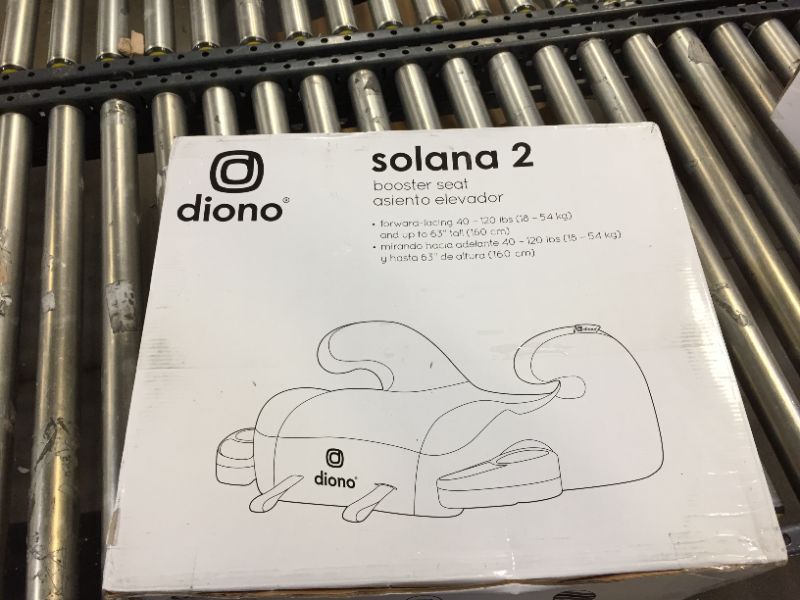 diono®
solana 2
booster seat
asiento elevador
• forward-facing 40 - 120 lbs (18 - 54 kg)
and up to 63" tall (160 cm)
• mirando hacia adelante 40 - 120 lbs (18 - 54 kg)
y hasta 63" de altura (160 cm)
diono®